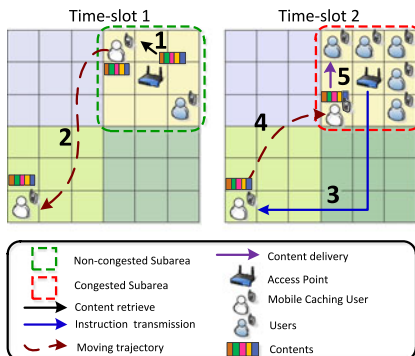 Time-slot 1
Time-slot 2
1
2
5
4
3
Non-congested Subarea
Congested Subarea
Content retrieve
Instruction transmission
Moving trajectory
Content delivery
Access Point
Mobile Caching User
Users
Contents